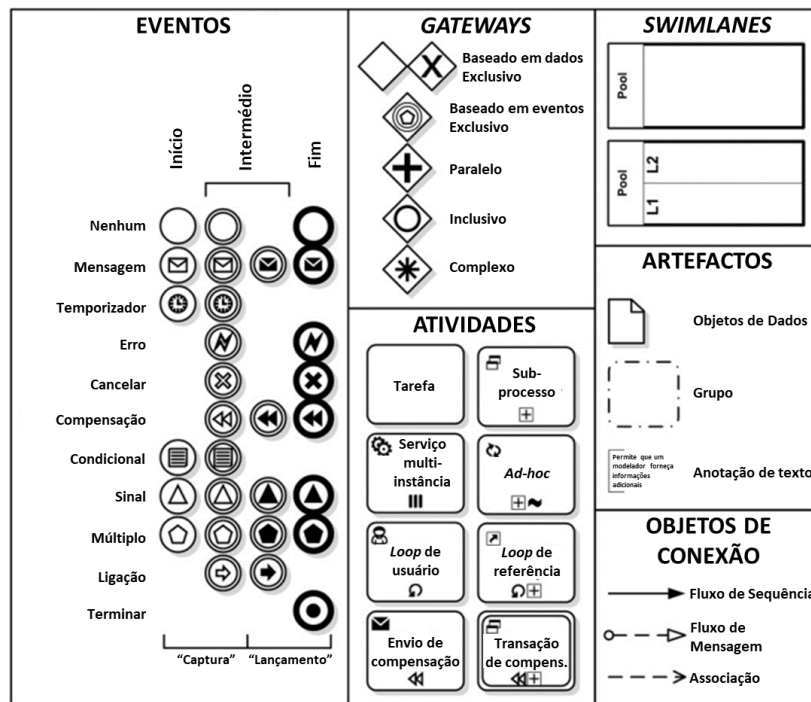 EVENTOS
Início
Intermédio
Fim
Nenhum
Mensagem
Temporizador
Erro
Cancelar
Compensação
Condicional
Sinal
Múltiplo
Ligação
Terminar
“Captura”
“Lançamento”
GATEWAYS
X
Baseado em dados
Exclusivo
Baseado em eventos
Exclusivo
Paralelo
Inclusivo
Complexo
ATIVIDADES
Tarefa
Sub-
processo
Serviço
multi-
instância
Ad-hoc
Loop de
usuário
Loop de
referência
Envio de
compensação
Transação
de compens.
SWIMLANES
Pool
Pool
L2
L1
ARTEFACTOS
Objetos de Dados
Grupo
Permite que um
modelador forneça
informações
adicionais
Anotação de texto
OBJETOS DE
CONEXÃO
Fluxo de Sequência
Fluxo de
Mensagem
Associação